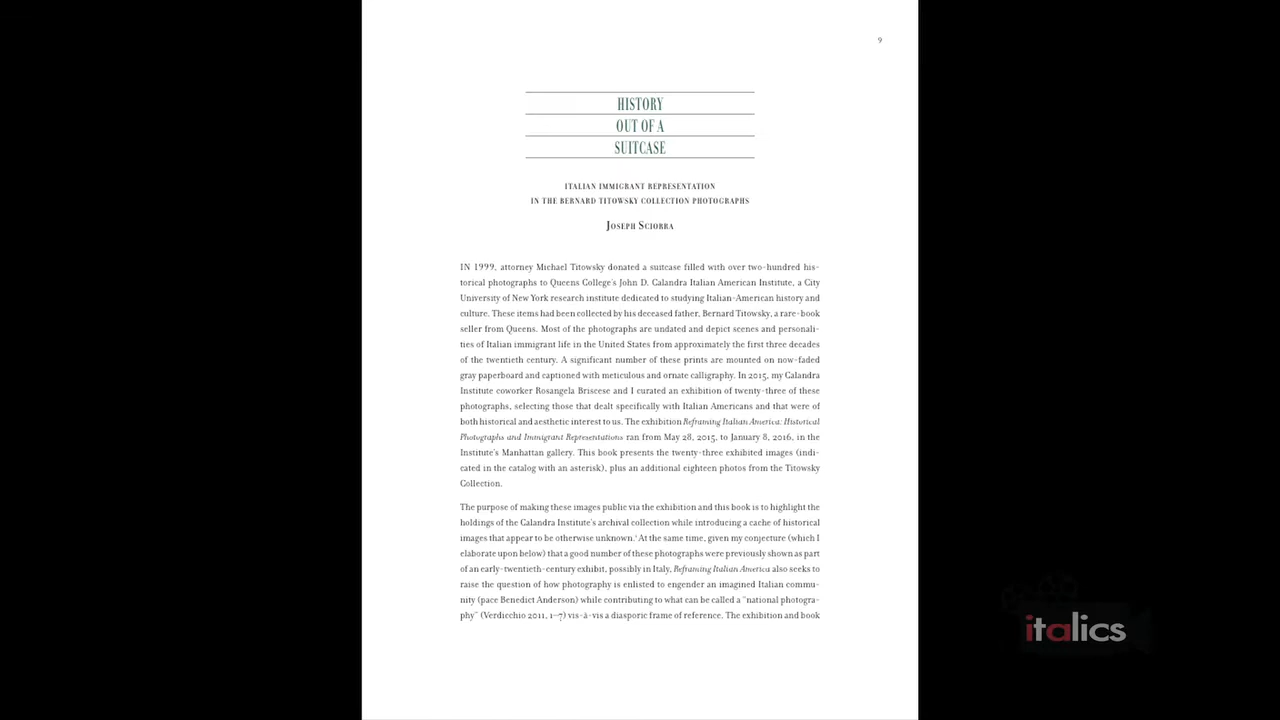 9
HISTORY
OUT OF A
SUITCASE
ITALIAN IMMIGRANT REPRESENTATION
IN THE BERNARD TITOWSKY COLLECTION PHOTOGRAPHS
JOSEPH SCIORRA
IN 1999, attorney Michael Titowsky donated a suitcase filled with over two-hundred his-
torical photographs to Queens College's John D. Calandra Italian American Institute, a City
University of New York research institute dedicated to studying Italian-American history and
culture. These items had been collected by his deceased father, Bernard Titowsky, a rare-book
seller from Queens. Most of the photographs are undated and depict scenes and personali-
ties of Italian immigrant life in the United States from approximately the first three decades
of the twentieth century. A significant number of these prints are mounted on now-faded
gray paperboard and captioned with meticulous and ornate calligraphy. In 2015, my Calandra
Institute coworker Rosangela Briscese and I curated an exhibition of twenty-three of these
photographs, selecting those that dealt specifically with Italian Americans and that were of
both historical and aesthetic interest to us. The exhibition Reframing Italian America: Historical
Photographs and Immigrant Representations ran from May 28, 2015, to January 8, 2016, in the
Institute's Manhattan gallery. This book presents the twenty-three exhibited images (indi-
cated in the catalog with an asterisk), plus an additional eighteen photos from the Titowsky
Collection.
The purpose of making these images public via the exhibition and this book is to highlight the
holdings of the Calandra Institute's archival collection while introducing a cache of historical
images that appear to be otherwise unknown.¹ At the same time, given my conjecture (which I
elaborate upon below) that a good number of these photographs were previously shown as part
of an early-twentieth-century exhibit, possibly in Italy, Reframing Italian America also seeks to
raise the question of how photography is enlisted to engender an imagined Italian commu-
nity (pace Benedict Anderson) while contributing to what can be called a "national photogra-
phy" (Verdicchio 2011, 1–7) vis-à-vis a diasporic frame of reference. The exhibition and book
italics